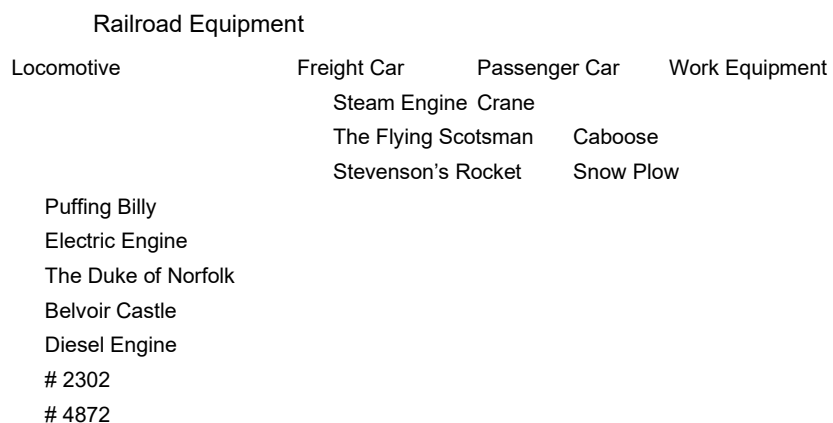 Railroad Equipment
Locomotive Freight Car Passenger Car Work Equipment
Steam Engine Crane
The Flying Scotsman Caboose
Stevenson’s Rocket Snow Plow
Puffing Billy
Electric Engine
The Duke of Norfolk
Belvoir Castle
Diesel Engine
# 2302
# 4872